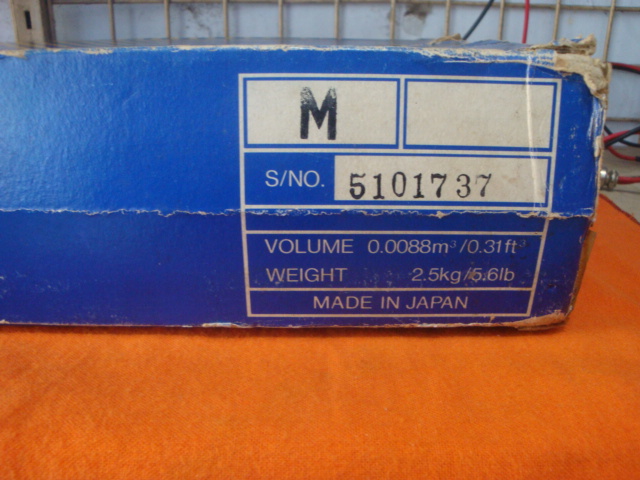 M
S/NO. 5101737
VOLUME 0.0088m³/0.31ft³
WEIGHT 2.5kg/5.6lb
MADE IN JAPAN